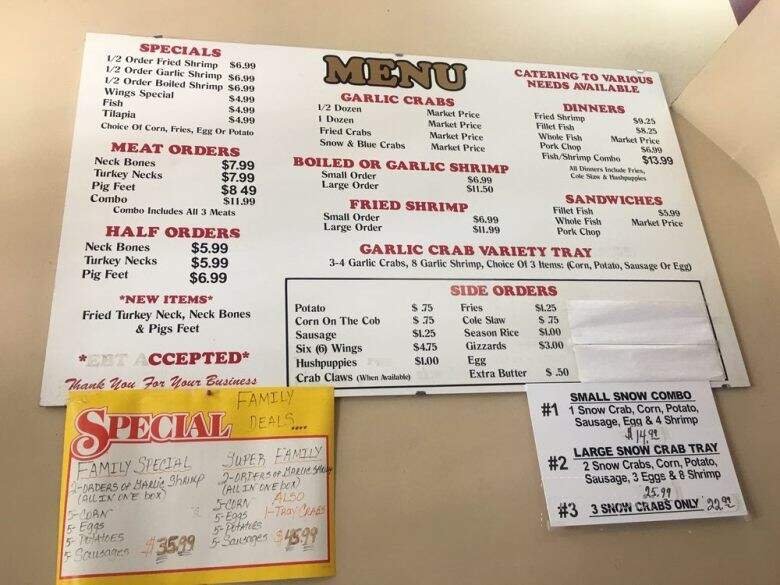 MENU
SPECIALS
1/2 Order Fried Shrimp $6.99
1/2 Order Garlic Shrimp $6.99
1/2 Order Boiled Shrimp $6.99
Wings Special $4.99
Fish $4.99
Tilapia $4.99
Choice Of Corn, Fries, Egg Or Potato
MEAT ORDERS
Neck Bones $7.99
Turkey Necks $7.99
Pig Feet $8 49
Combo $11.99
Combo Includes All 3 Meats
HALF ORDERS
Neck Bones $5.99
Turkey Necks $5.99
Pig Feet $6.99
*NEW ITEMS*
Fried Turkey Neck, Neck Bones
& Pigs Feet
*EBT ACCEPTED*
Thank You For Your Business
GARLIC CRABS
1/2 Dozen Market Price
1 Dozen Market Price
Fried Crabs Market Price
Snow & Blue Crabs Market Price
BOILED OR GARLIC SHRIMP
Small Order $6.99
Large Order $11.50
FRIED SHRIMP
Small Order $6.99
Large Order $11.99
CATERING TO VARIOUS
NEEDS AVAILABLE
DINNERS
Fried Shrimp $9.25
Fillet Fish $8.25
Whole Fish Market Price
Pork Chop $6.99
Fish/Shrimp Combo $13.99
All Dinners Include Fries,
Cole Slaw & Hushpuppies
SANDWICHES
Fillet Fish $5.99
Whole Fish Market Price
Pork Chop
GARLIC CRAB VARIETY TRAY
3-4 Garlic Crabs, 8 Garlic Shrimp, Choice Of 3 Items: (Corn, Potato, Sausage Or Egg)
SIDE ORDERS
Potato $ .75 Fries $1.25
Corn On The Cob $ .75 Cole Slaw $ .75
Sausage $1.25 Season Rice $1.00
Six (6) Wings $4.75 Gizzards $3.00
Hushpuppies $1.00 Egg
Crab Claws (When Available) Extra Butter $ .50
SPECIAL FAMILY
DEALS....
FAMILY SPECIAL
2-ORDERS OF GARLIC SHRIMP
(ALL IN ONE BOX)
5-CORN
5-Eggs
5-POTATOES
5-Sausages $35.99
SUPER FAMILY
2-ORDERS OF GARLIC
(ALL IN ONE BOX)
5-CORN ALSO
5-Eggs 1-TRAY CRABS
5-Potatoes
5-Sausages $45.99
#1 SMALL SNOW COMBO
1 Snow Crab, Corn, Potato,
Sausage, Egg & 4 Shrimp
$14.99
#2 LARGE SNOW CRAB TRAY
2 Snow Crabs, Corn, Potato,
Sausage, 3 Eggs & 8 Shrimp
25.99
#3 3 SNOW CRABS ONLY 22.99